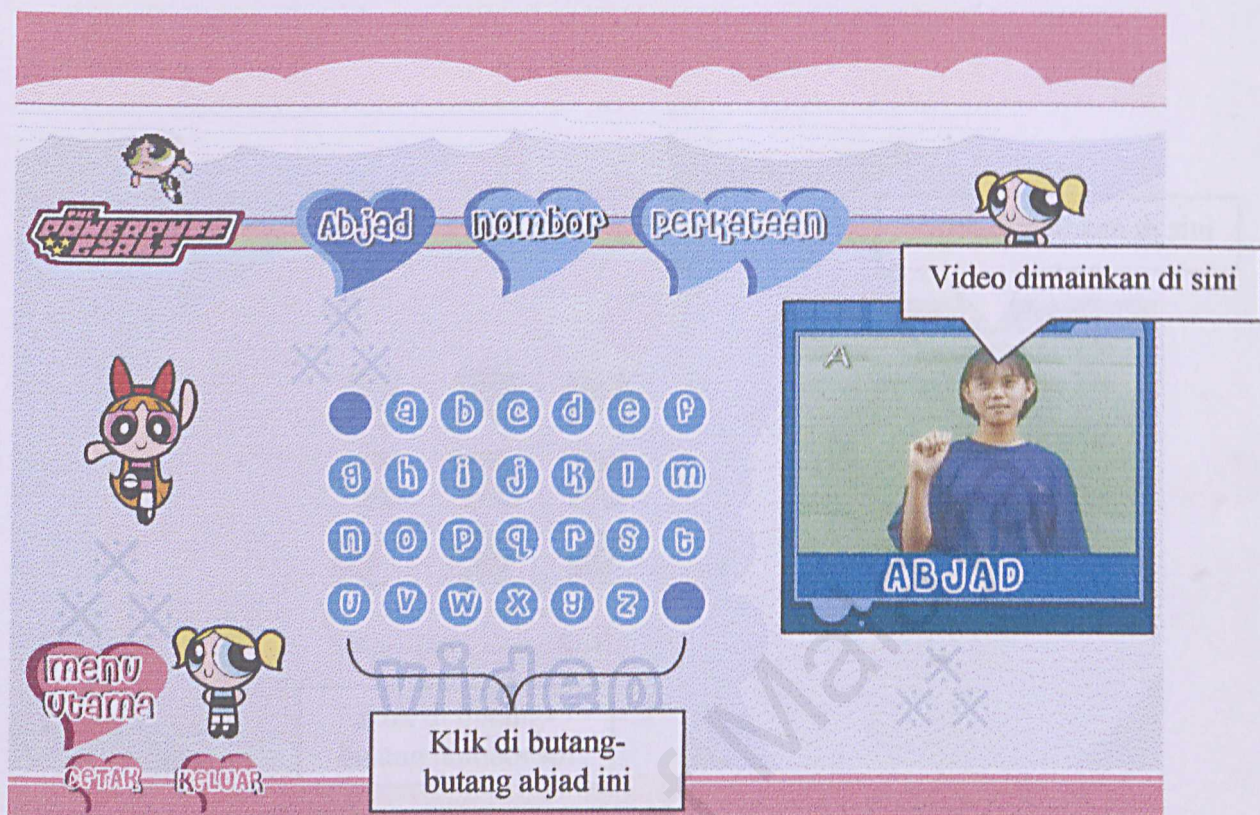 THE
POWERPUFF
GIRLS
Abjad
nombor
perkataan
Video dimainkan di sini
A
a b c d e f
g h i j k l m
n o p q r s t
u v w x y z
ABJAD
menu
utama
video
Klik di butang-
butang abjad ini
CETAK
KELUAR